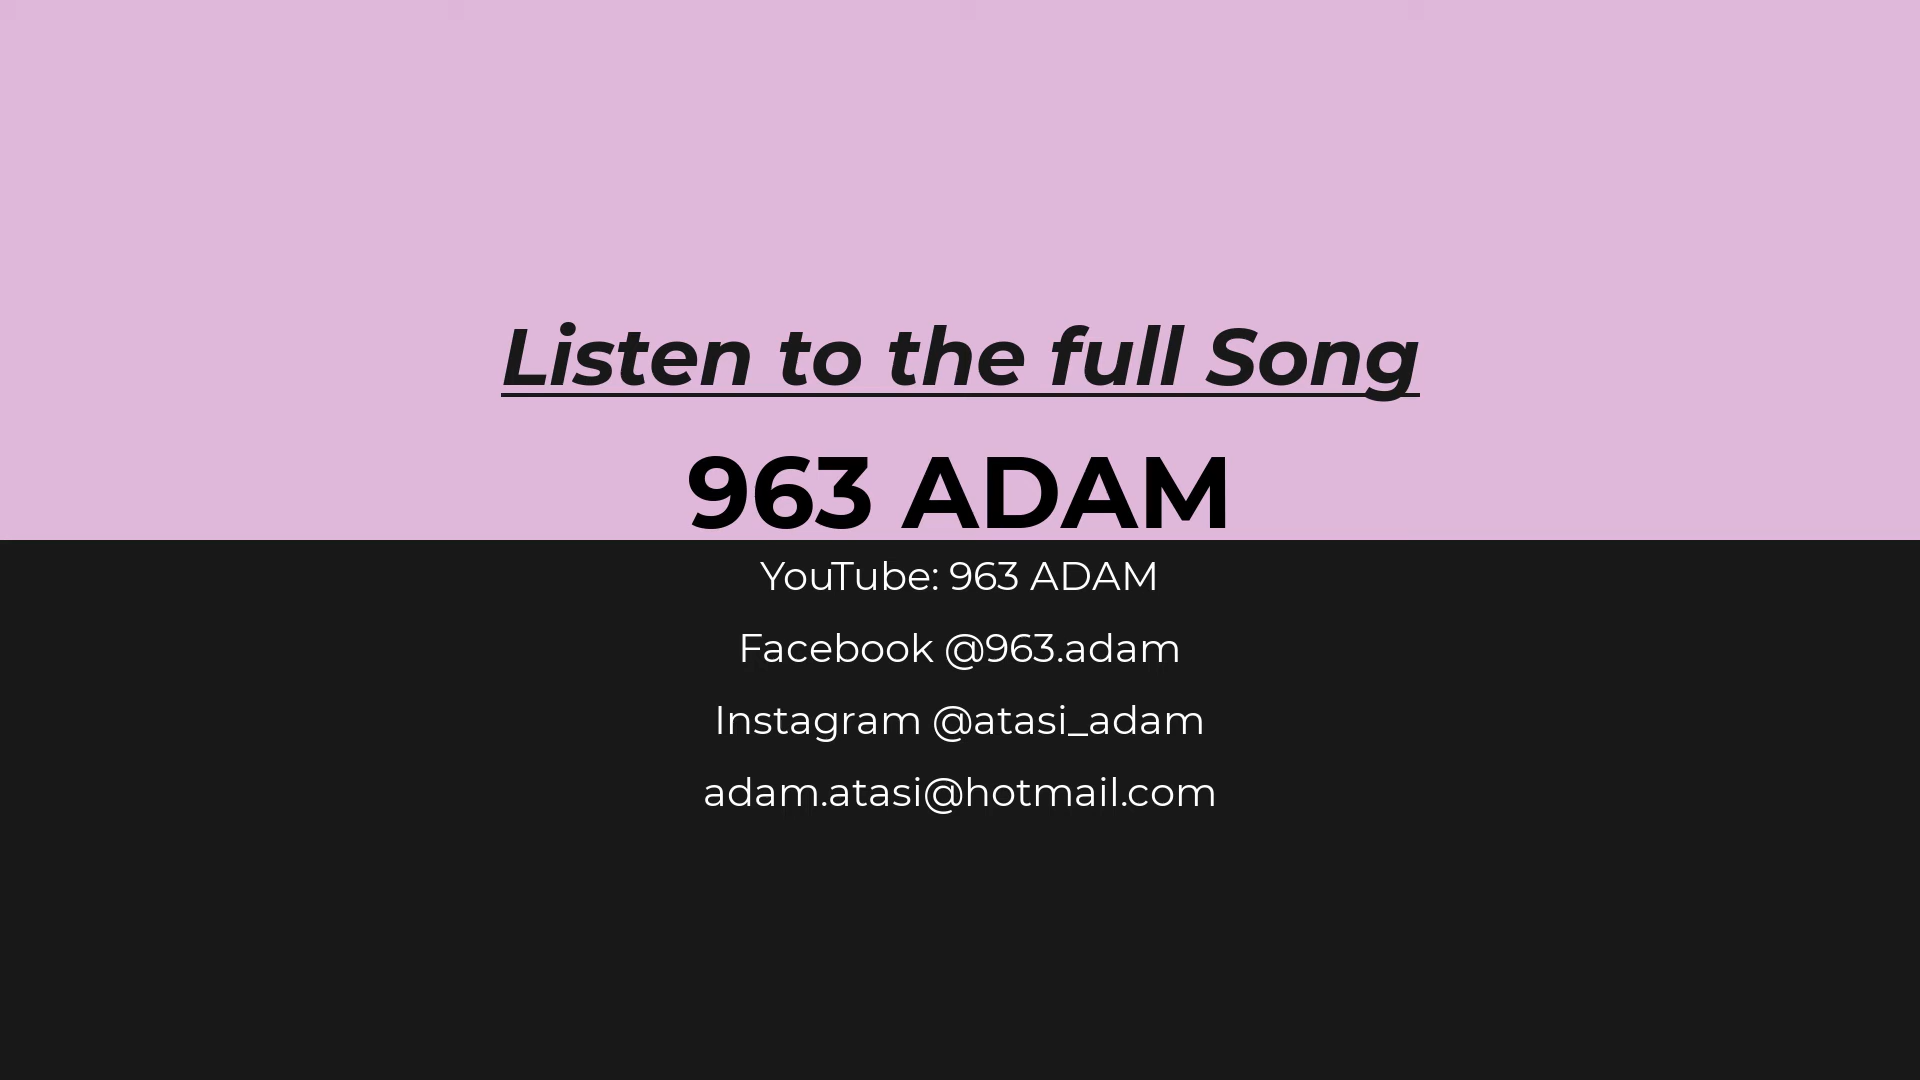 Listen to the full Song
963 ADAM
YouTube: 963 ADAM
Facebook @963.adam
Instagram @atasi_adam
adam.atasi@hotmail.com